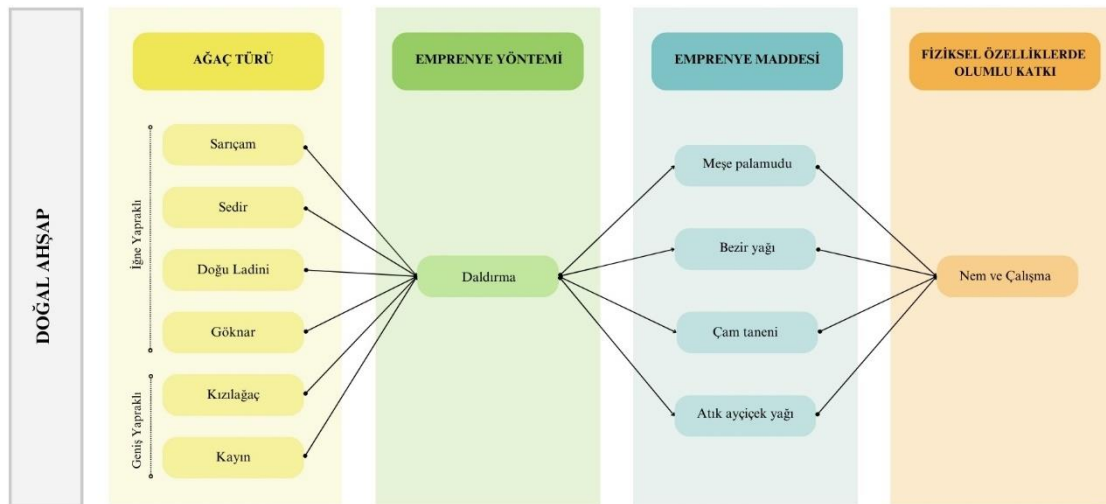 DOĞAL AHŞAP
AĞAÇ TÜRÜ
İğne Yapraklı
Sarıçam
Sedir
Doğu Ladini
Göknar
Geniş Yapraklı
Kızılağaç
Kayın
EMPRENYE YÖNTEMİ
Daldırma
EMPRENYE MADDESİ
Meşe palamudu
Bezir yağı
Çam taneni
Atık ayçiçek yağı
FİZİKSEL ÖZELLİKLERDE
OLUMLU KATKI
Nem ve Çalışma